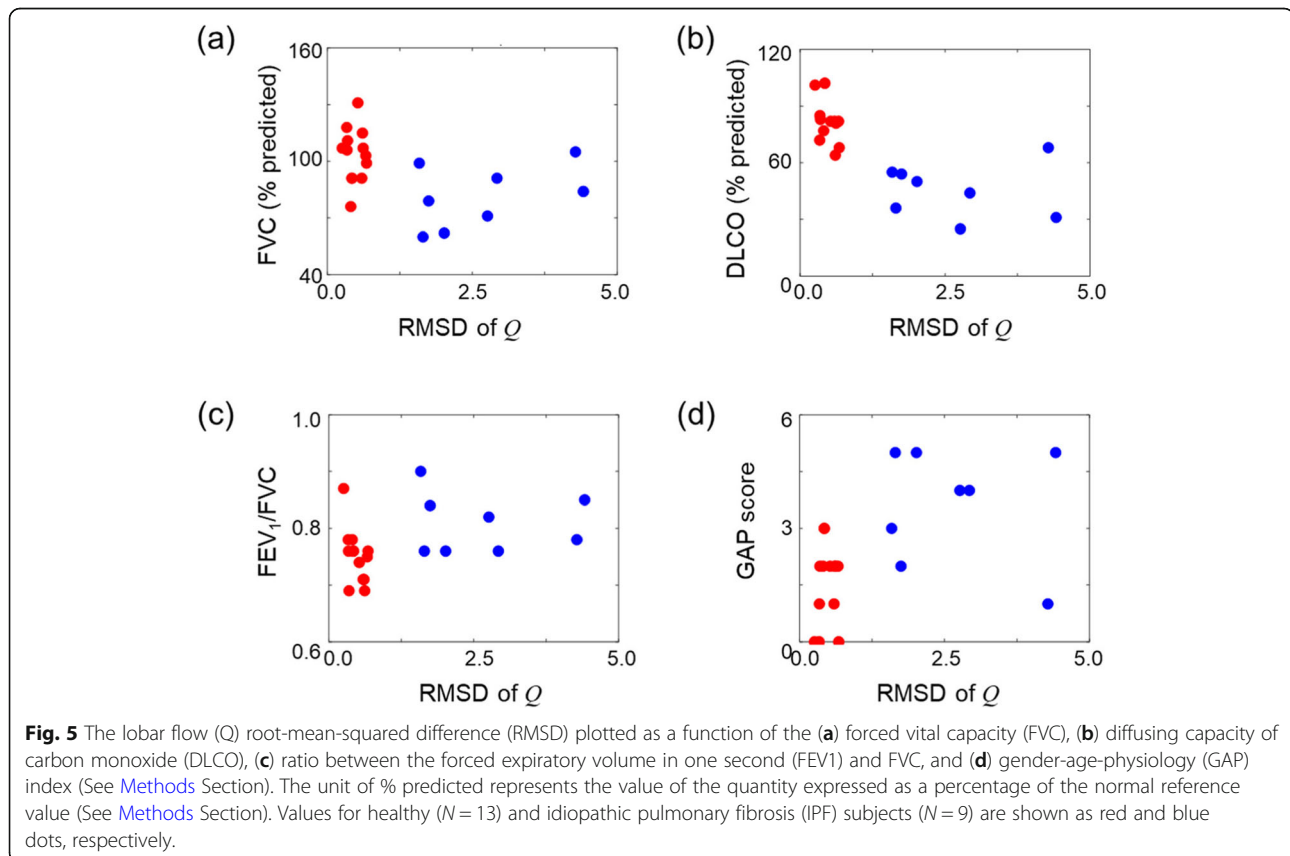 (a)
160
100
40
FVC (% predicted)
0.0 2.5 5.0
RMSD of Q
(b)
120
60
0
DLCO (% predicted)
0.0 2.5 5.0
RMSD of Q
(c)
1.0
0.8
0.6
FEV₁/FVC
0.0 2.5 5.0
RMSD of Q
(d)
6
3
0
GAP score
0.0 2.5 5.0
RMSD of Q
Fig. 5 The lobar flow (Q) root-mean-squared difference (RMSD) plotted as a function of the (a) forced vital capacity (FVC), (b) diffusing capacity of
carbon monoxide (DLCO), (c) ratio between the forced expiratory volume in one second (FEV1) and FVC, and (d) gender-age-physiology (GAP)
index (See Methods Section). The unit of % predicted represents the value of the quantity expressed as a percentage of the normal reference
value (See Methods Section). Values for healthy (N = 13) and idiopathic pulmonary fibrosis (IPF) subjects (N = 9) are shown as red and blue
dots, respectively.